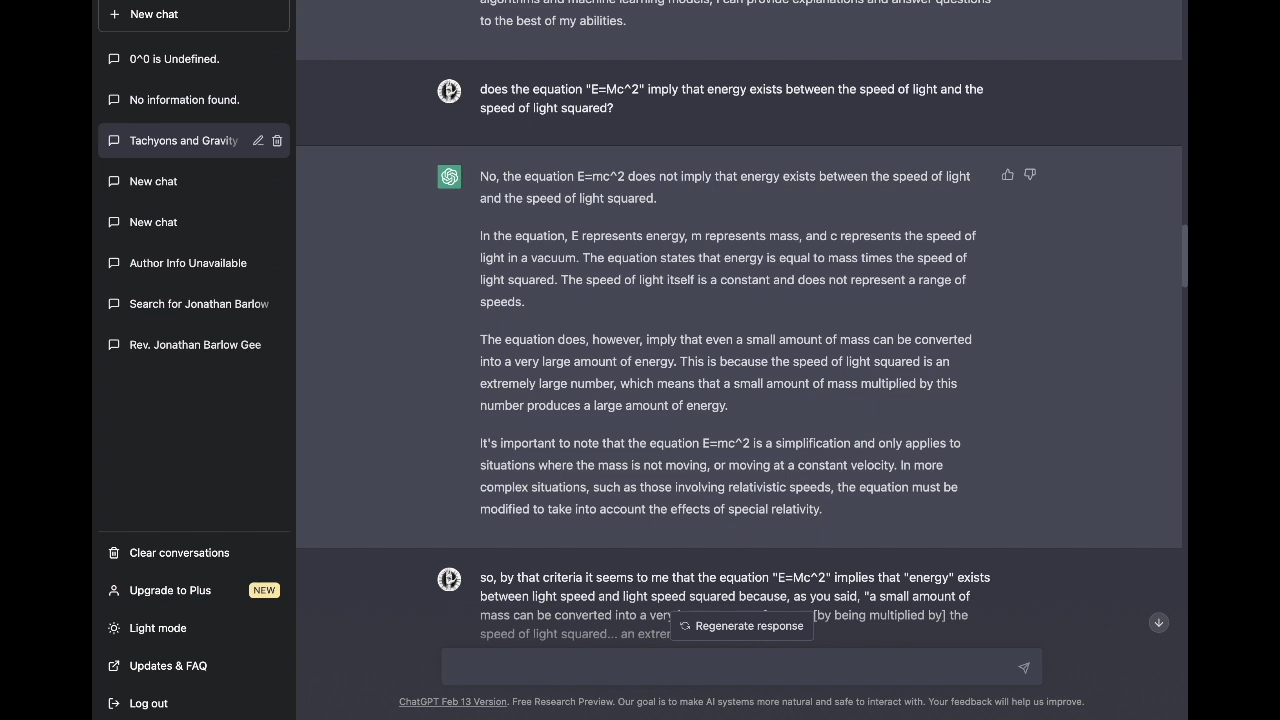 New chat
0^0 is Undefined.
No information found.
Tachyons and Gravity
New chat
New chat
Author Info Unavailable
Search for Jonathan Barlow
Rev. Jonathan Barlow Gee
Clear conversations
Upgrade to Plus NEW
Light mode
Updates & FAQ
Log out
to the best of my abilities.
does the equation "E=Mc^2" imply that energy exists between the speed of light and the
speed of light squared?
No, the equation E=mc^2 does not imply that energy exists between the speed of light
and the speed of light squared.
In the equation, E represents energy, m represents mass, and c represents the speed of
light in a vacuum. The equation states that energy is equal to mass times the speed of
light squared. The speed of light itself is a constant and does not represent a range of
speeds.
The equation does, however, imply that even a small amount of mass can be converted
into a very large amount of energy. This is because the speed of light squared is an
extremely large number, which means that a small amount of mass multiplied by this
number produces a large amount of energy.
It's important to note that the equation E=mc^2 is a simplification and only applies to
situations where the mass is not moving, or moving at a constant velocity. In more
complex situations, such as those involving relativistic speeds, the equation must be
modified to take into account the effects of special relativity.
so, by that criteria it seems to me that the equation "E=Mc^2" implies that "energy" exists
between light speed and light speed squared because, as you said, "a small amount of
mass can be converted into a very [by being multiplied by] the
speed of light squared... an extrem
Regenerate response
ChatGPT Feb 13 Version. Free Research Preview. Our goal is to make AI systems more natural and safe to interact with. Your feedback will help us improve.